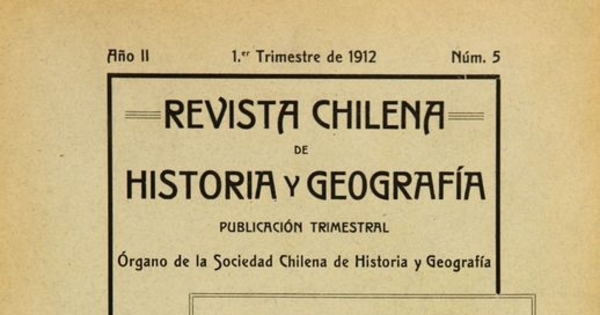 Año II 1.er Trimestre de 1912 Núm. 5
REVISTA CHILENA
DE
HISTORIA Y GEOGRAFÍA
PUBLICACIÓN TRIMESTRAL
Órgano de la Sociedad Chilena de Historia y Geografía